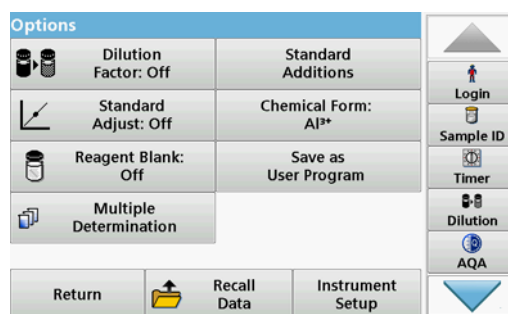 Options
Dilution
Factor: Off
Standard
Additions
Standard
Adjust: Off
Chemical Form:
Al³⁺
Reagent Blank:
Off
Save as
User Program
Multiple
Determination
Return
Recall
Data
Instrument
Setup
Login
Sample ID
Timer
Dilution
AQA